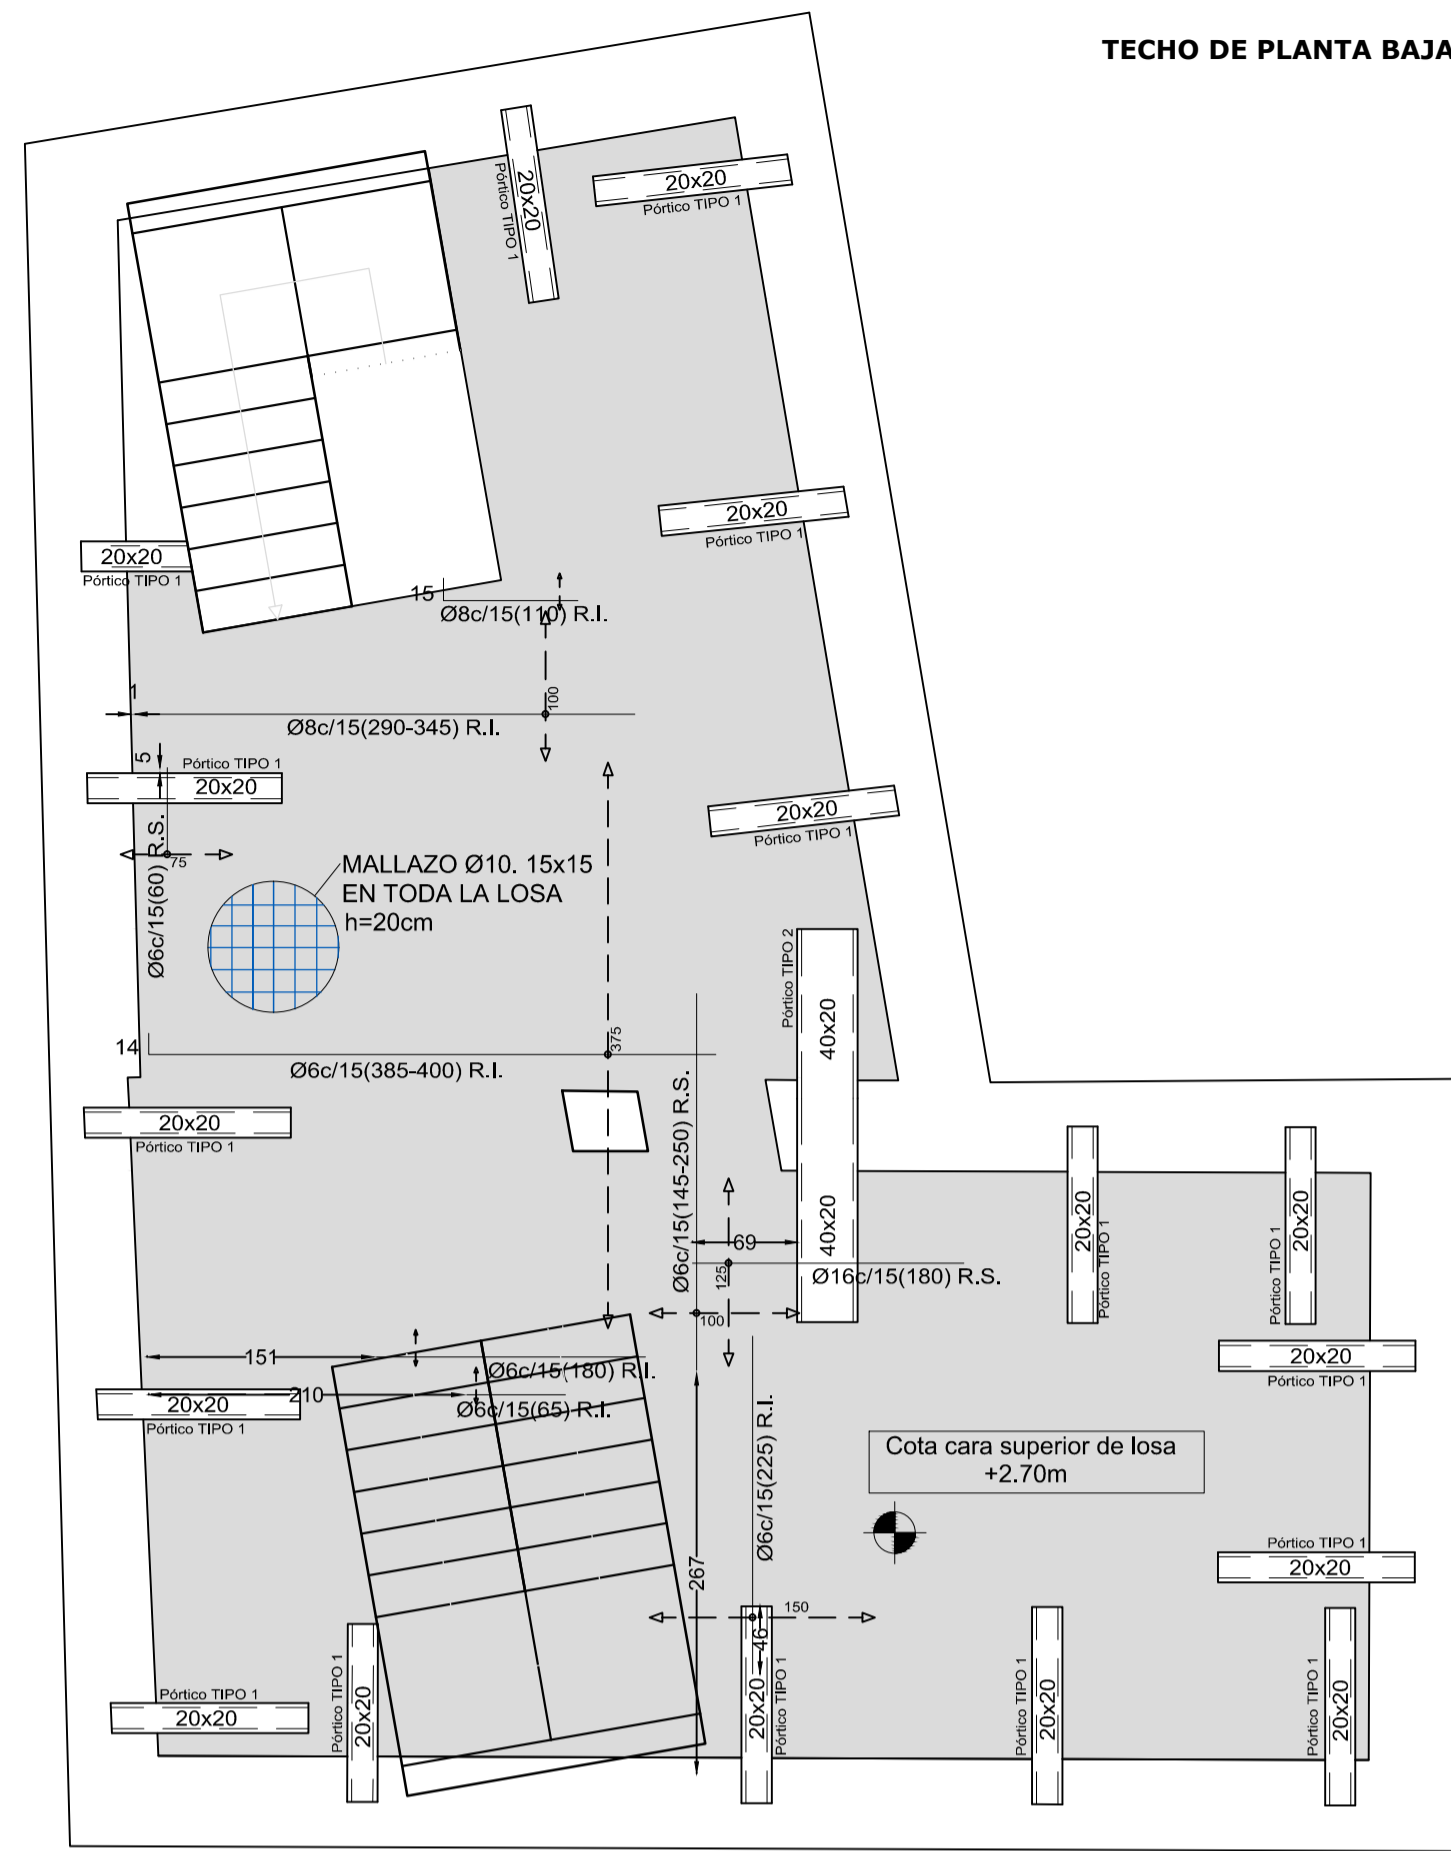 TECHO DE PLANTA BAJA
20x20
Pórtico TIPO 1
20x20
Pórtico TIPO 1
20x20
Pórtico TIPO 1
20x20
Pórtico TIPO 1
15
Ø8c/15(110) R.I.
1
100
Ø8c/15(290-345) R.I.
5
Pórtico TIPO 1
20x20
20x20
Pórtico TIPO 1
75
Ø6c/15(60) R.S.
MALLAZO Ø10. 15x15
EN TODA LA LOSA
h=20cm
Pórtico TIPO 2
40x20
14
375
Ø6c/15(385-400) R.I.
20x20
Pórtico TIPO 1
Ø6c/15(145-250) R.S.
40x20
69
125
Ø16c/15(180) R.S.
100
20x20
Pórtico TIPO 1
20x20
Pórtico TIPO 1
151
Ø6c/15(180) R.I.
210
Ø6c/15(65) R.I.
20x20
Pórtico TIPO 1
20x20
Pórtico TIPO 1
Ø6c/15(225) R.I.
Cota cara superior de losa
+2.70m
267
Pórtico TIPO 1
20x20
150
46
Pórtico TIPO 1
20x20
Pórtico TIPO 1
20x20
20x20
Pórtico TIPO 1
Pórtico TIPO 1
20x20
Pórtico TIPO 1
20x20